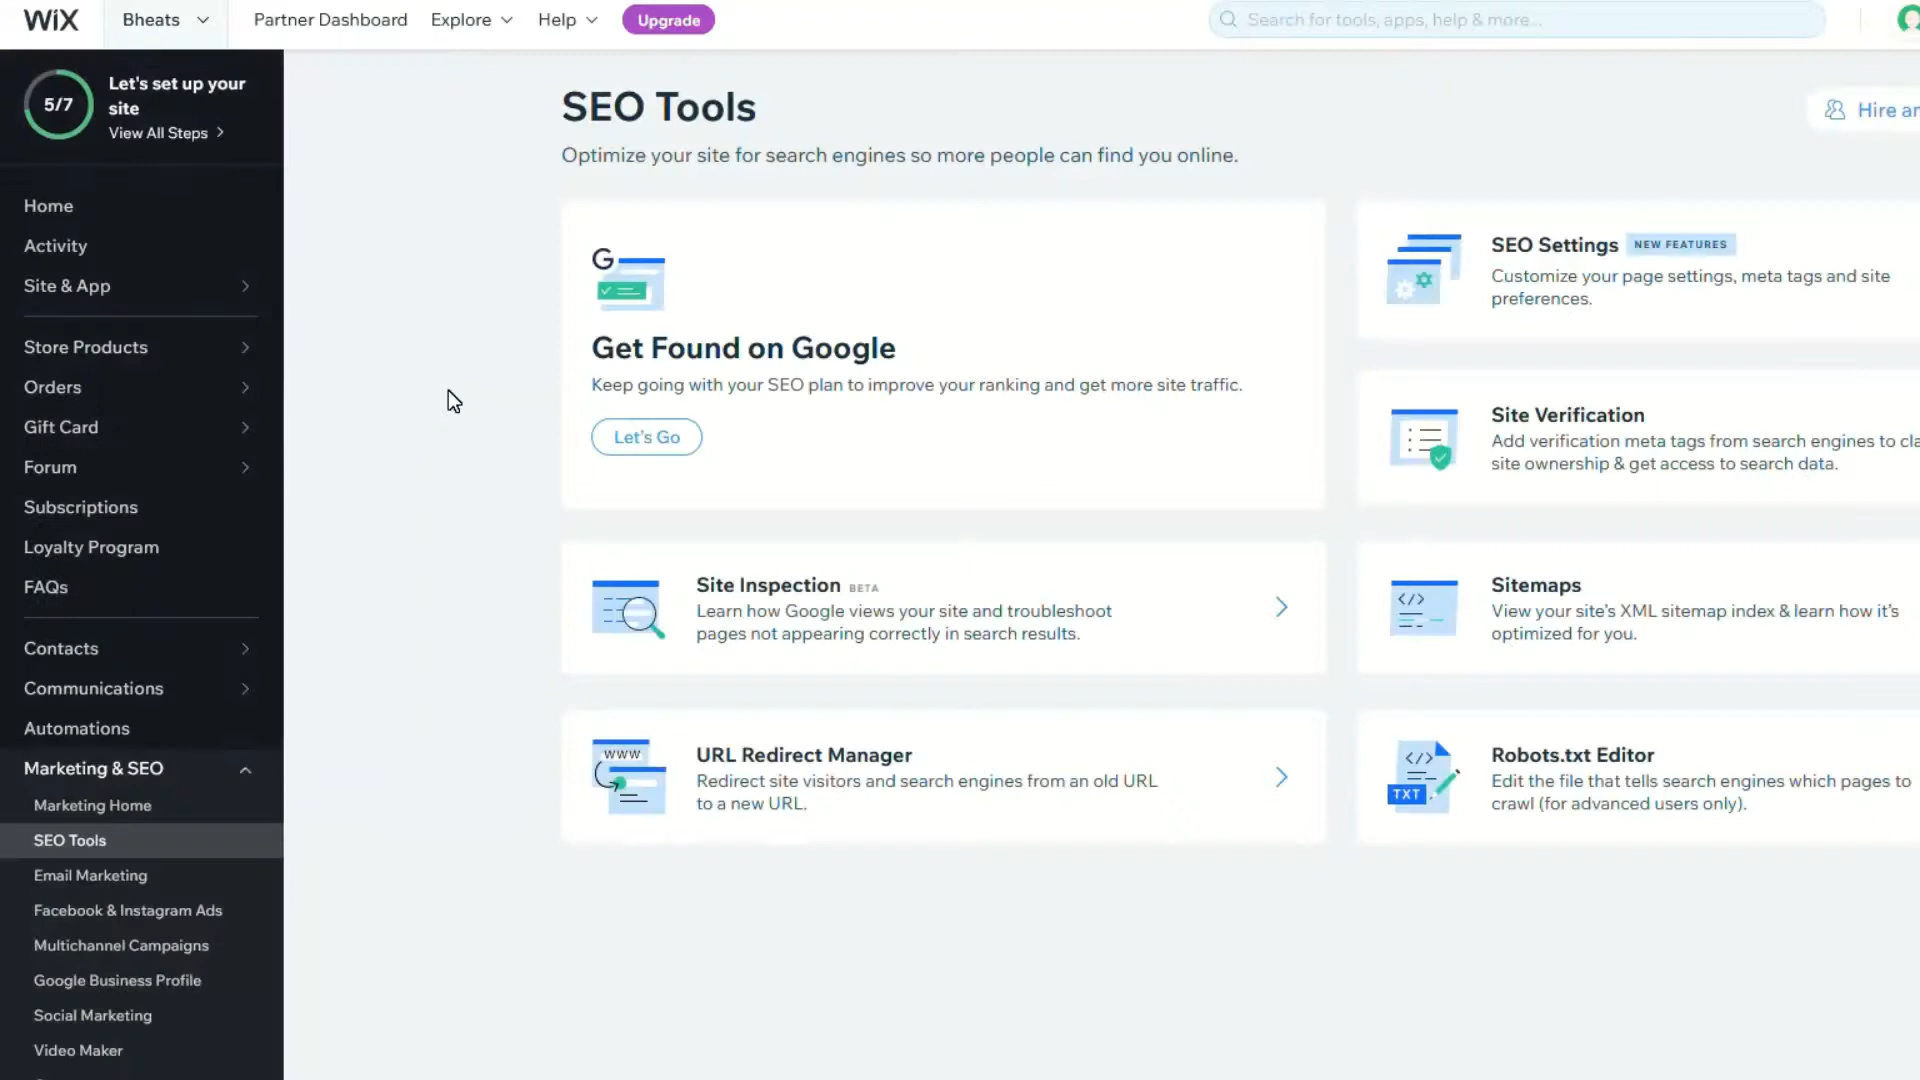 WiX
Bheats
Partner Dashboard
Explore
Help
Upgrade
Search for tools, apps, help & more...
5/7
Let's set up your
site
View All Steps
Home
Activity
Site & App
Store Products
Orders
Gift Card
Forum
Subscriptions
Loyalty Program
FAQs
Contacts
Communications
Automations
Marketing & SEO
Marketing Home
SEO Tools
Email Marketing
Facebook & Instagram Ads
Multichannel Campaigns
Google Business Profile
Social Marketing
Video Maker
SEO Tools
Optimize your site for search engines so more people can find you online.
Hire
G
Get Found on Google
Keep going with your SEO plan to improve your ranking and get more site traffic.
Let's Go
SEO Settings NEW FEATURES
Customize your page settings, meta tags and site
preferences.
Site Verification
Add verification meta tags from search engines to
site ownership & get access to search data.
Site Inspection BETA
Learn how Google views your site and troubleshoot
pages not appearing correctly in search results.
</>
Sitemaps
View your site's XML sitemap index & learn how it's
optimized for you.
WWW
URL Redirect Manager
Redirect site visitors and search engines from an old URL
to a new URL.
</>
TXT
Robots.txt Editor
Edit the file that tells search engines which pages to
crawl (for advanced users only).